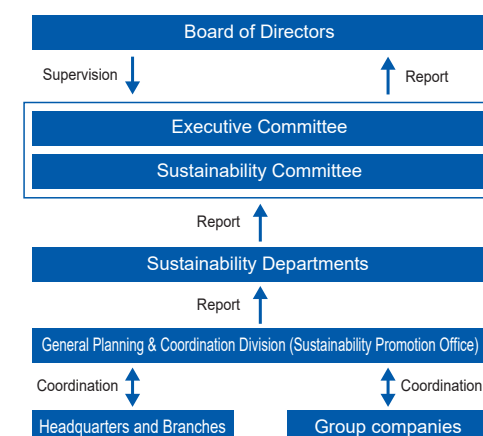 Board of Directors
Supervision
Report
Executive Committee
Sustainability Committee
Report
Sustainability Departments
Report
General Planning & Coordination Division (Sustainability Promotion Office)
Coordination
Coordination
Headquarters and Branches
Group companies